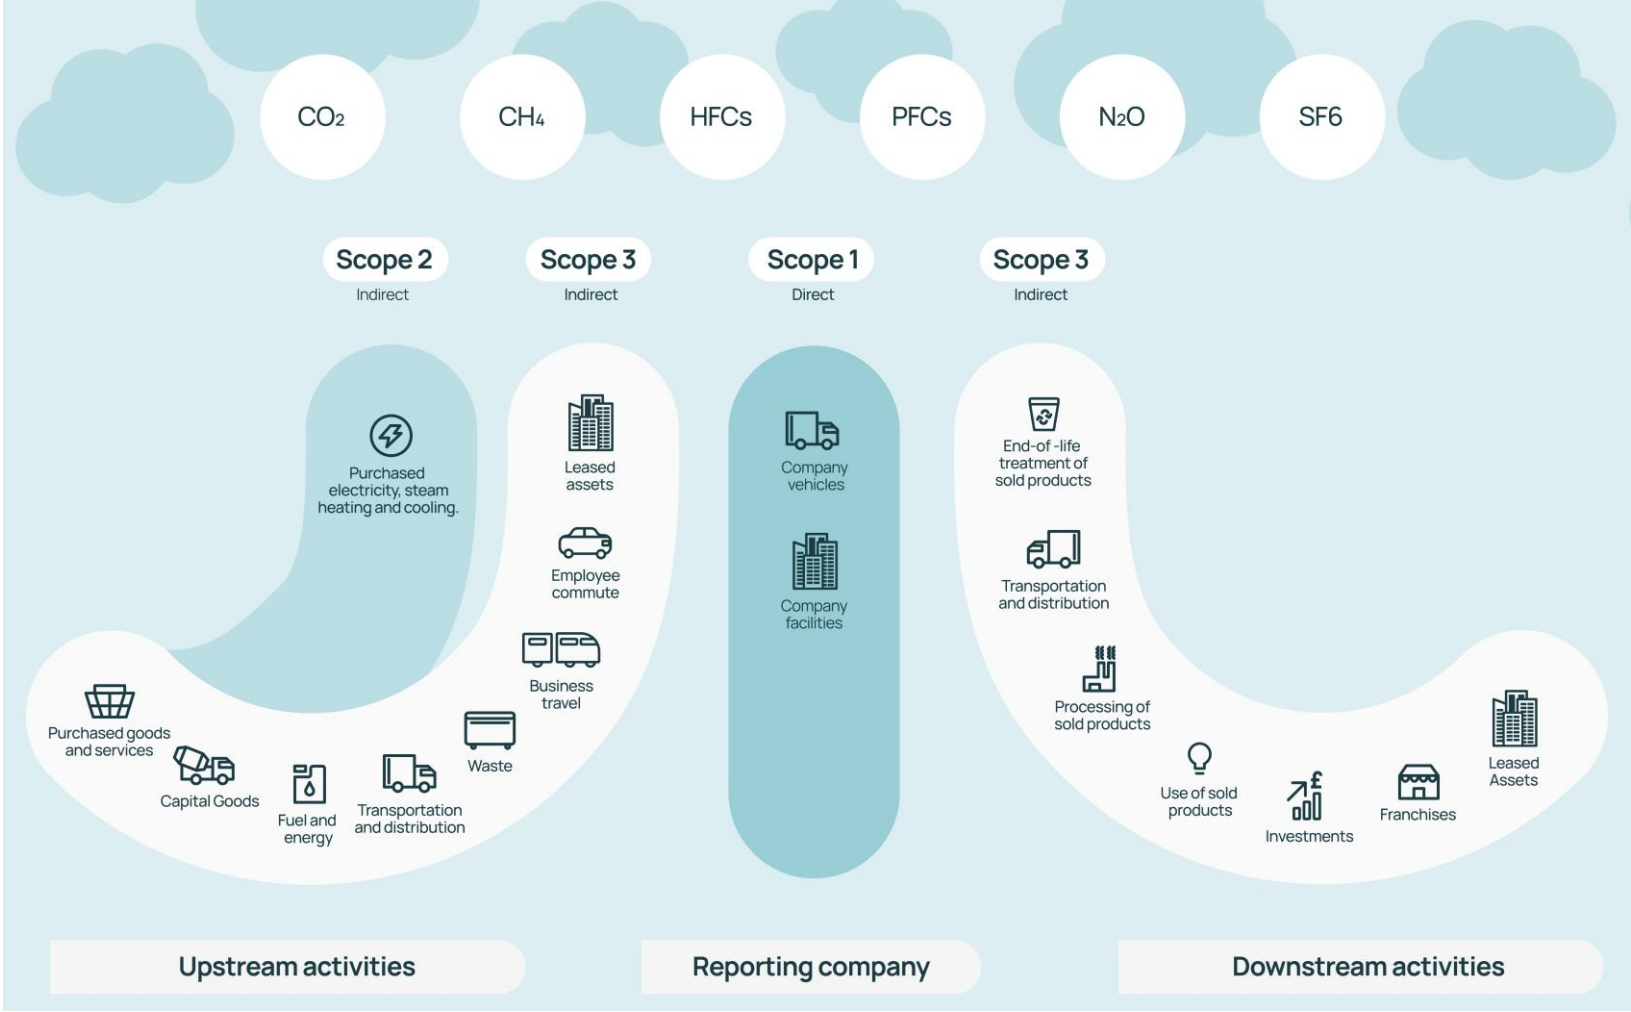 CO₂
CH₄
HFCs
PFCs
N₂O
SF6
Scope 2
Indirect
Scope 3
Indirect
Scope 1
Direct
Scope 3
Indirect
Purchased
electricity, steam
heating and cooling.
Leased
assets
Employee
commute
Business
travel
Waste
Transportation
and distribution
Fuel and
energy
Capital Goods
Purchased goods
and services
Company
vehicles
Company
facilities
End-of -life
treatment of
sold products
Transportation
and distribution
Processing of
sold products
Use of sold
products
£
Investments
Franchises
Leased
Assets
Upstream activities
Reporting company
Downstream activities